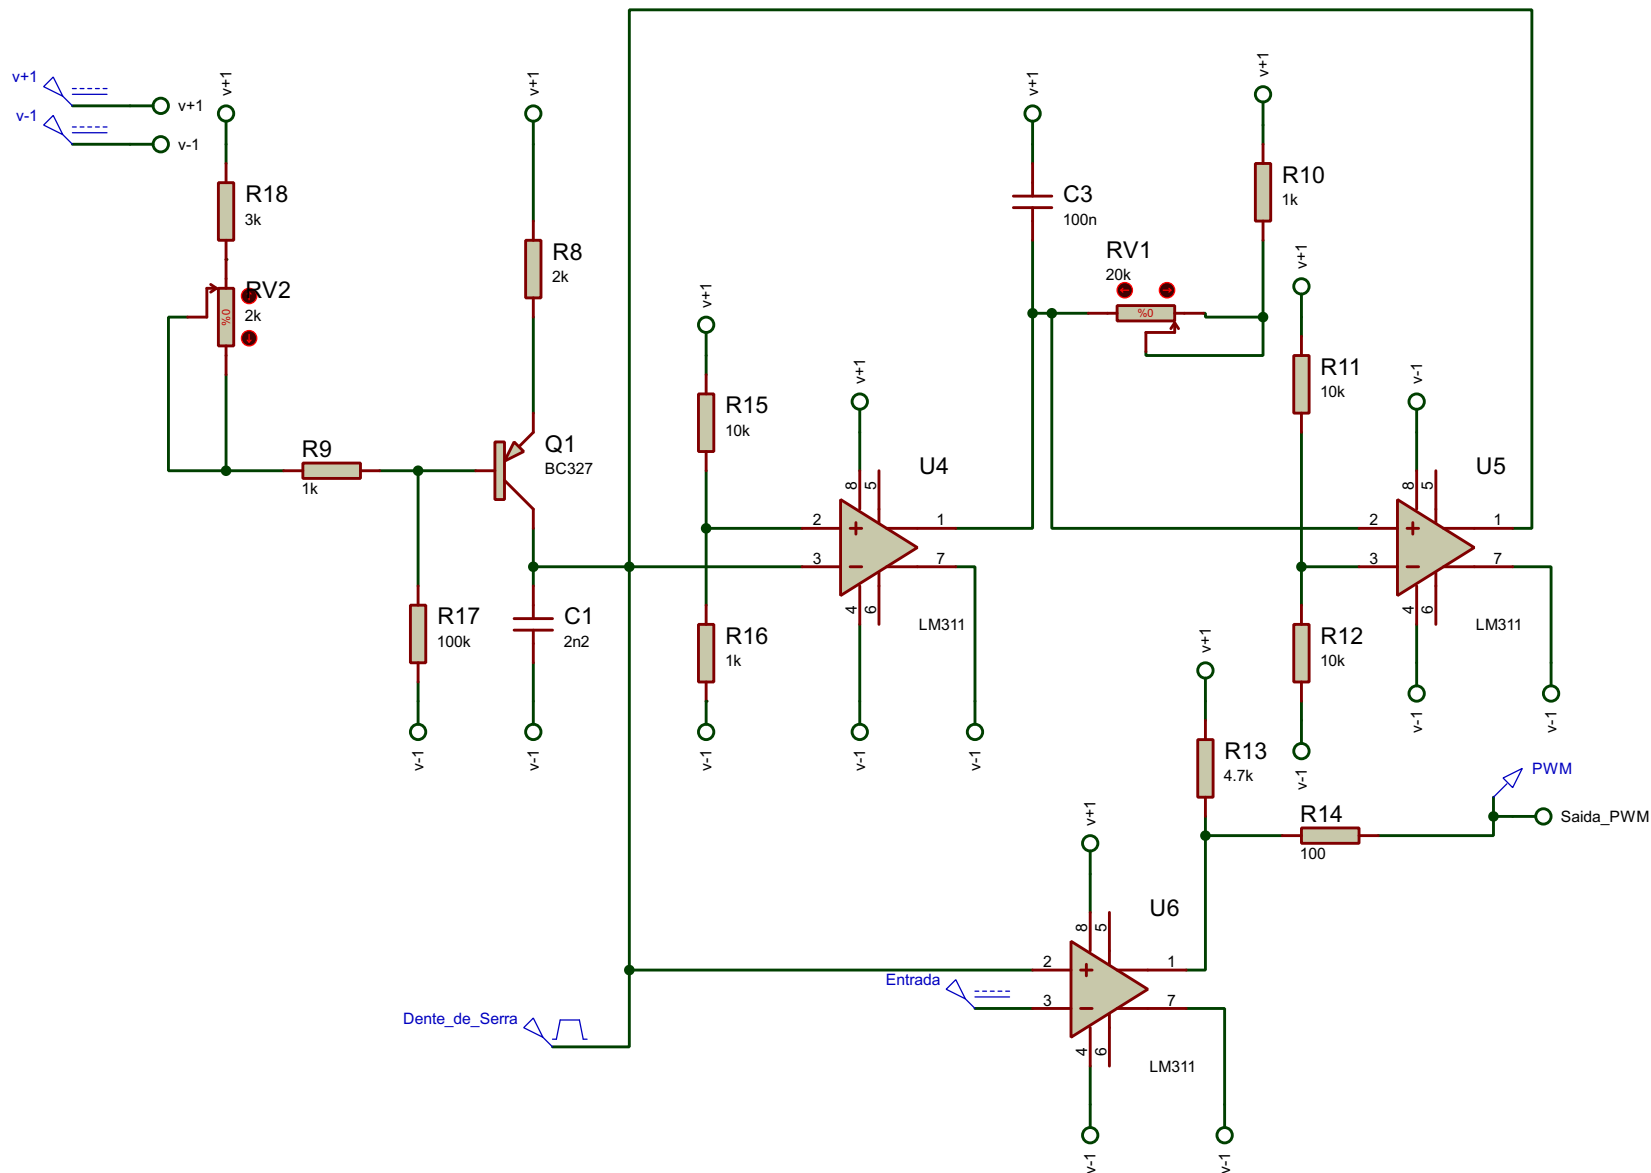 v+1
v+1
v-1
v-1
v+1
R18
3k
RV2
2k
%0
R9
1k
R17
100k
v-1
v+1
R8
2k
Q1
BC327
C1
2n2
v-1
v+1
R15
10k
R16
1k
v-1
v+1
U4
8
5
2
+
1
3
−
7
4
6
LM311
v-1
v-1
v+1
C3
100n
RV1
20k
%0
v+1
R10
1k
v+1
R11
10k
R12
10k
v-1
v-1
U5
8
5
2
+
1
3
−
7
4
6
LM311
v-1
v-1
v+1
R13
4.7k
R14
100
PWM
Saida_PWM
v+1
U6
8
5
2
+
1
Entrada
3
−
7
4
6
LM311
v-1
v-1
Dente_de_Serra